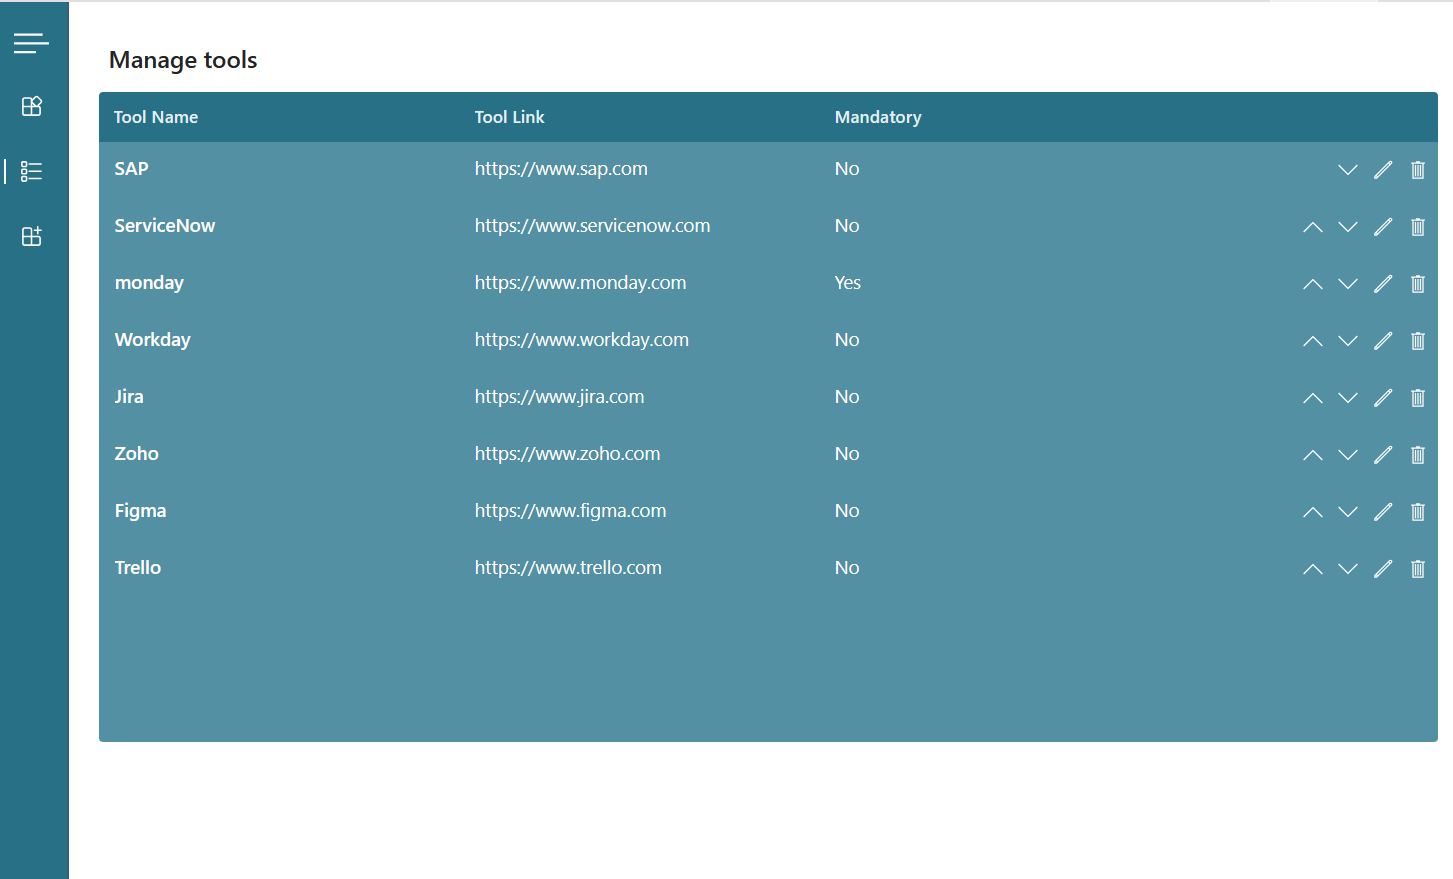 Manage tools
Tool Name Tool Link Mandatory
SAP https://www.sap.com No
ServiceNow https://www.servicenow.com No
monday https://www.monday.com Yes
Workday https://www.workday.com No
Jira https://www.jira.com No
Zoho https://www.zoho.com No
Figma https://www.figma.com No
Trello https://www.trello.com No